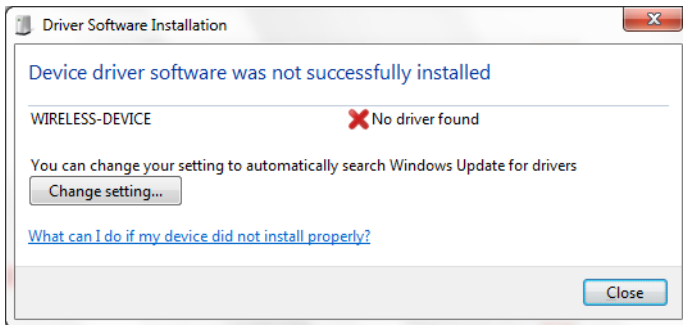 Driver Software Installation
Device driver software was not successfully installed
WIRELESS-DEVICE No driver found
You can change your setting to automatically search Windows Update for drivers
Change setting...
What can I do if my device did not install properly?
Close